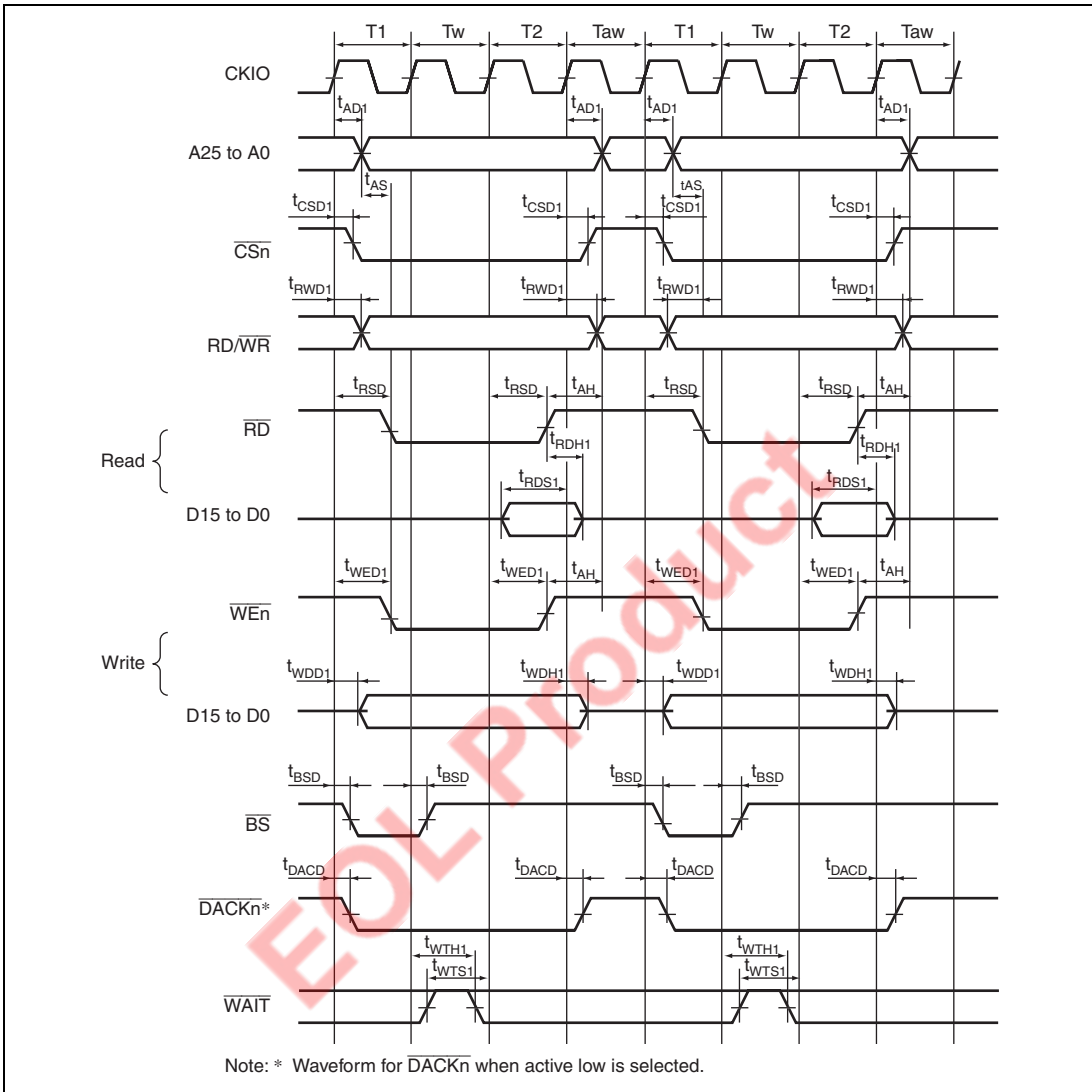 T1 Tw T2 Taw T1 Tw T2 Taw
CKIO
tAD1 tAD1 tAD1 tAD1
A25 to A0
tAS tAS
tCSD1 tCSD1 tCSD1 tCSD1
CSn
tRWD1 tRWD1 tRWD1 tRWD1
RD/WR
tRSD tRSD tAH tRSD tRSD tAH
RD
tRDH1 tRDH1
Read
tRDS1 tRDS1
D15 to D0
tWED1 tWED1 tAH tWED1 tWED1 tAH
WEn
Write
tWDD1 tWDH1 tWDD1 tWDH1
D15 to D0
tBSD tBSD tBSD tBSD
BS
tDACD tDACD tDACD tDACD
DACKn*
tWTH1 tWTH1
tWTS1 tWTS1
WAIT
Note: * Waveform for DACKn when active low is selected.
EOL Product